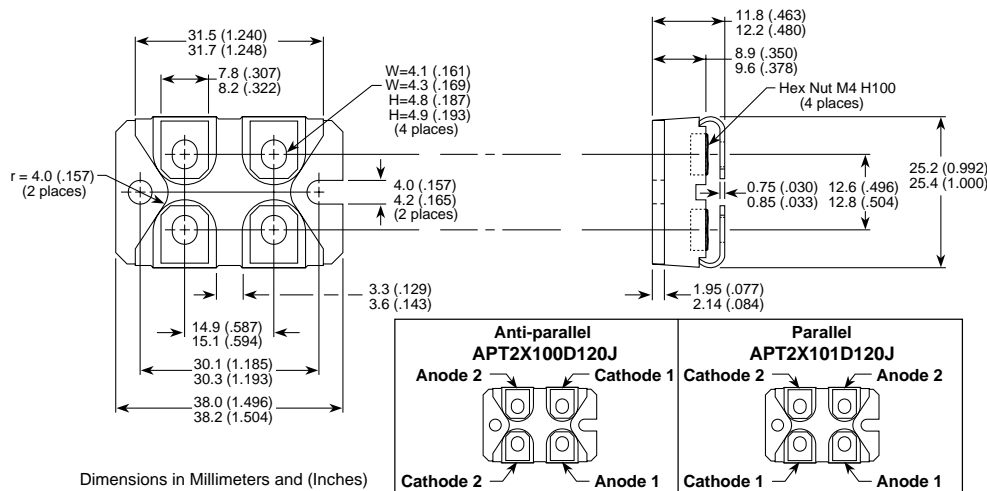 31.5 (1.240)
31.7 (1.248)
7.8 (.307)
8.2 (.322)
W=4.1 (.161)
W=4.3 (.169)
H=4.8 (.187)
H=4.9 (.193)
(4 places)
r = 4.0 (.157)
(2 places)
4.0 (.157)
4.2 (.165)
(2 places)
3.3 (.129)
3.6 (.143)
14.9 (.587)
15.1 (.594)
30.1 (1.185)
30.3 (1.193)
38.0 (1.496)
38.2 (1.504)
11.8 (.463)
12.2 (.480)
8.9 (.350)
9.6 (.378)
Hex Nut M4 H100
(4 places)
0.75 (.030)
0.85 (.033)
12.6 (.496)
12.8 (.504)
25.2 (0.992)
25.4 (1.000)
1.95 (.077)
2.14 (.084)
Anti-parallel
APT2X100D120J
Anode 2
Cathode 1
Cathode 2
Anode 1
Parallel
APT2X101D120J
Cathode 2
Anode 2
Cathode 1
Anode 1
Dimensions in Millimeters and (Inches)